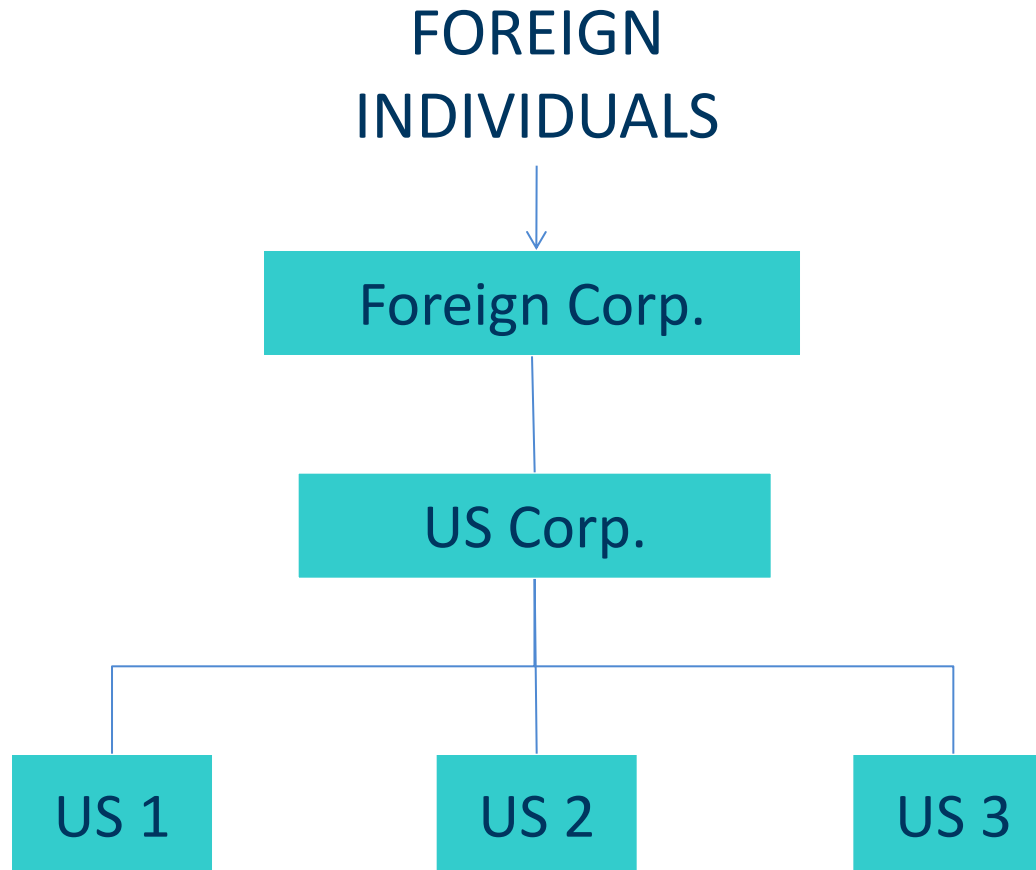 FOREIGN
INDIVIDUALS
Foreign Corp.
US Corp.
US 1
US 2
US 3